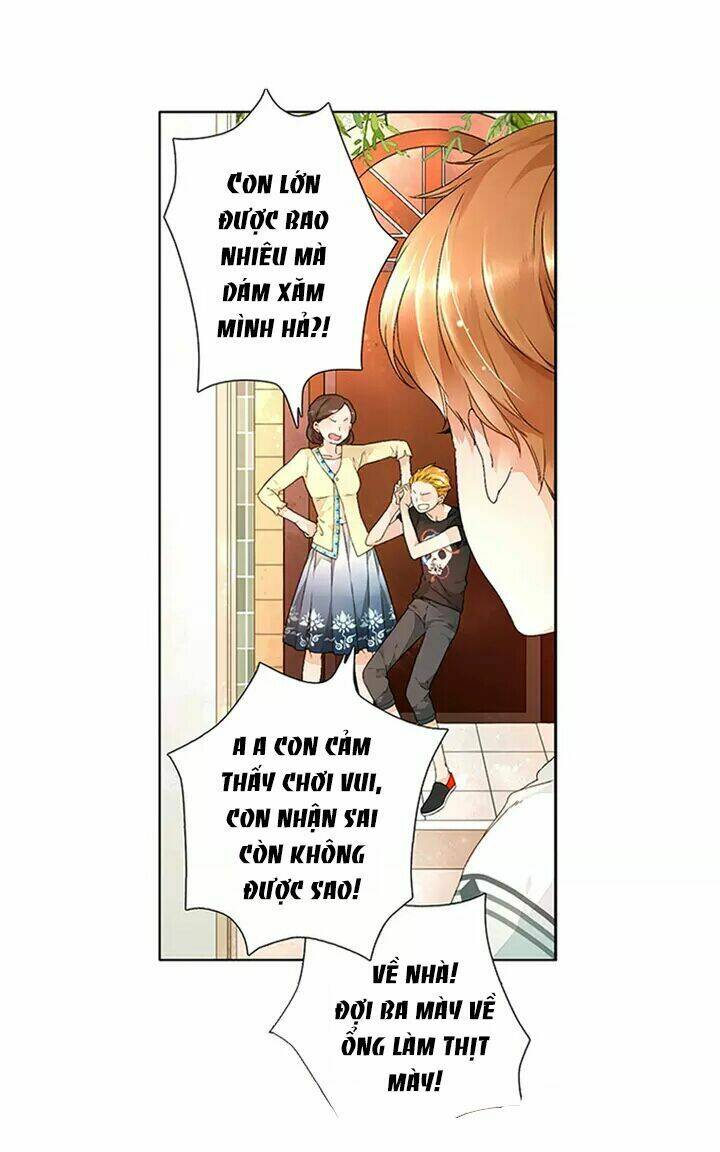 CON LỚN
ĐƯỢC BAO
NHIÊU MÀ
DÁM XĂM
MÌNH HẢ?!
A A CON CẢM
THẤY CHƠI VUI,
CON NHẬN SAI
CÒN KHÔNG
ĐƯỢC SAO!
VỀ NHÀ!
ĐỢI BA MÀY VỀ
ỔNG LÀM THỊT
MÀY!